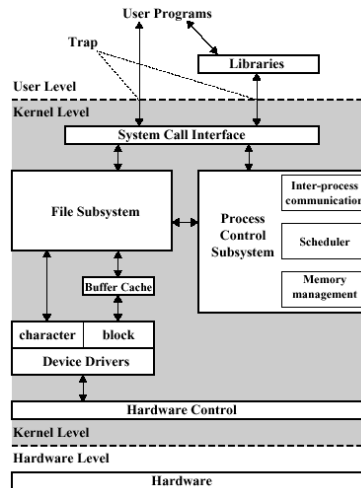 User Programs
Trap
Libraries
User Level
Kernel Level
System Call Interface
File Subsystem
Inter-process
communication
Process
Control
Subsystem
Scheduler
Memory
management
Buffer Cache
character
block
Device Drivers
Hardware Control
Kernel Level
Hardware Level
Hardware